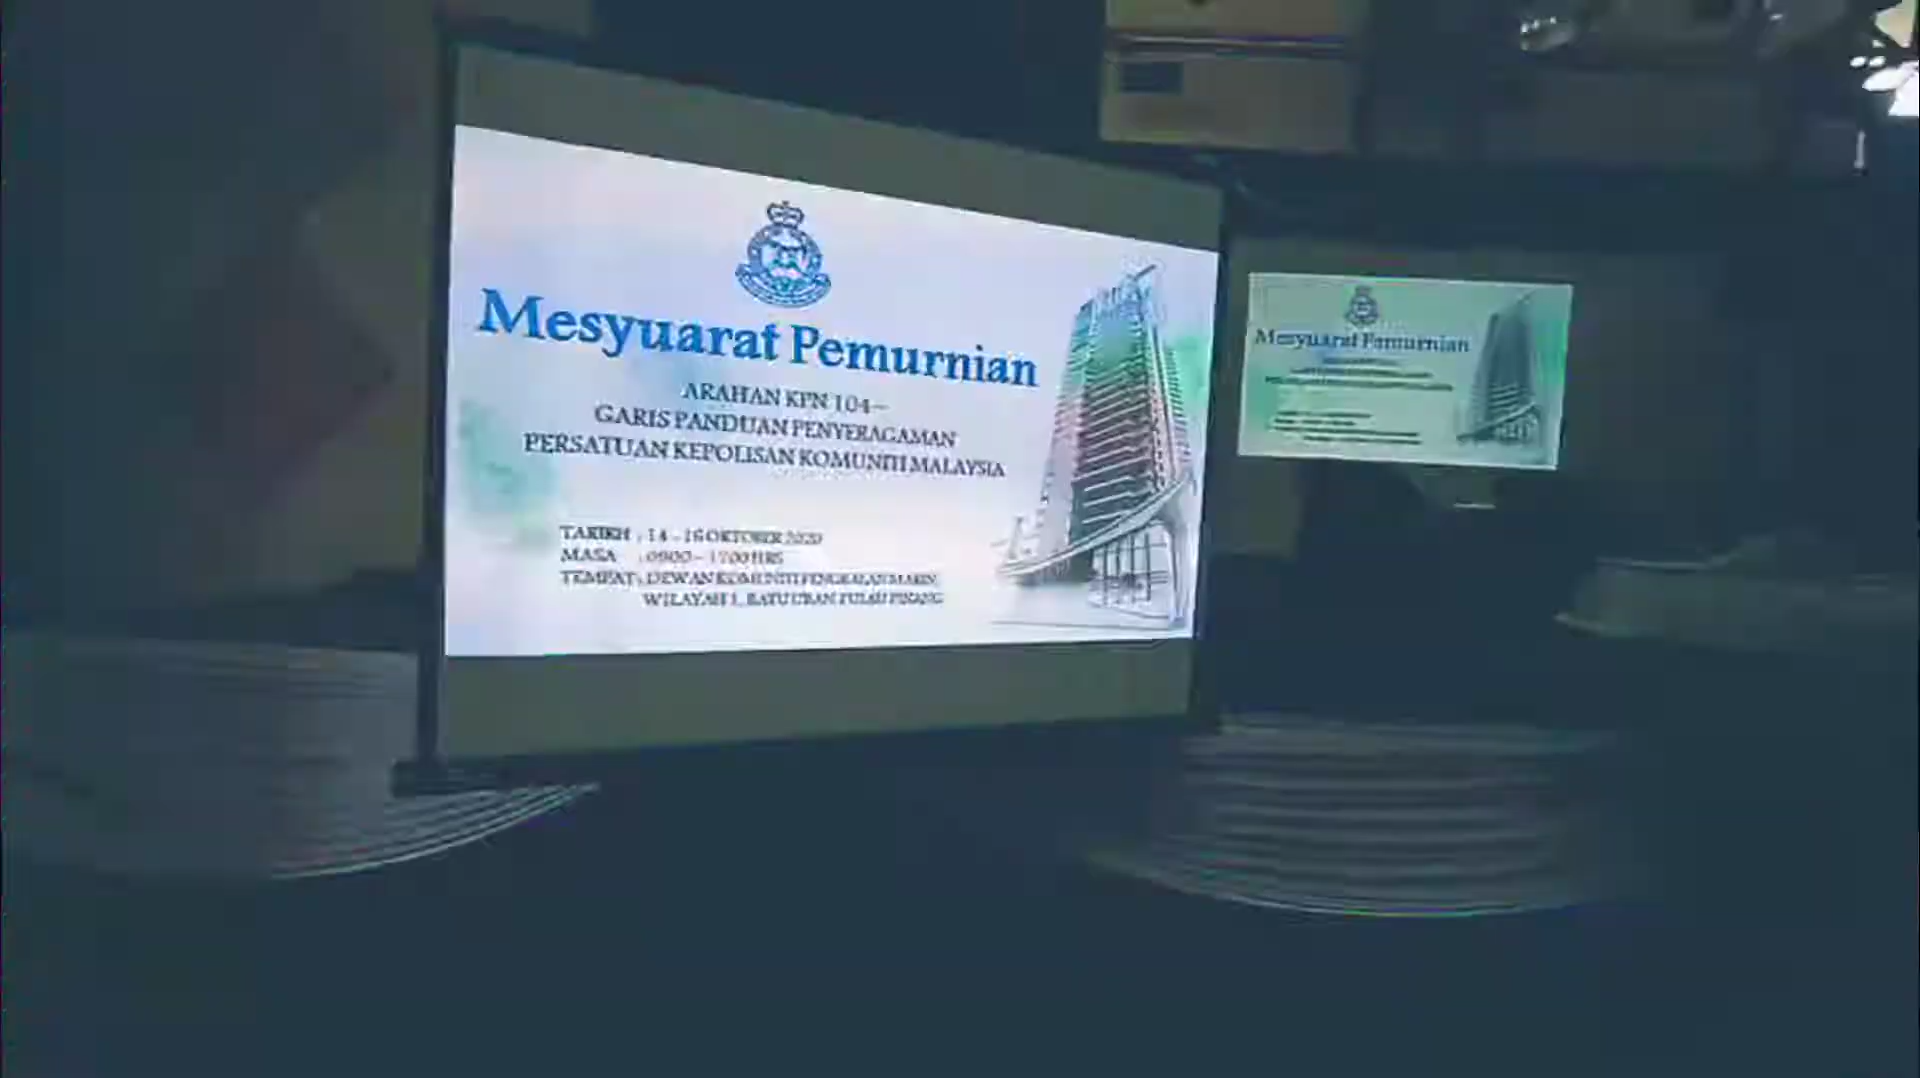 Mesyuarat Pemurnian
ARAHAN KPN 104 –
GARIS PANDUAN PENYERAGAMAN
PERSATUAN KEPOLISAN KOMUNITI MALAYSIA
TARIKH : 14 - 16 OKTOBER 2020
MASA : 0900 – 1700 HRS
TEMPAT : DEWAN KOMUNITI PENGKALAN MARIN,
WILAYAH 1, BATU UBAN PULAU PINANG
Mesyuarat Pemurnian